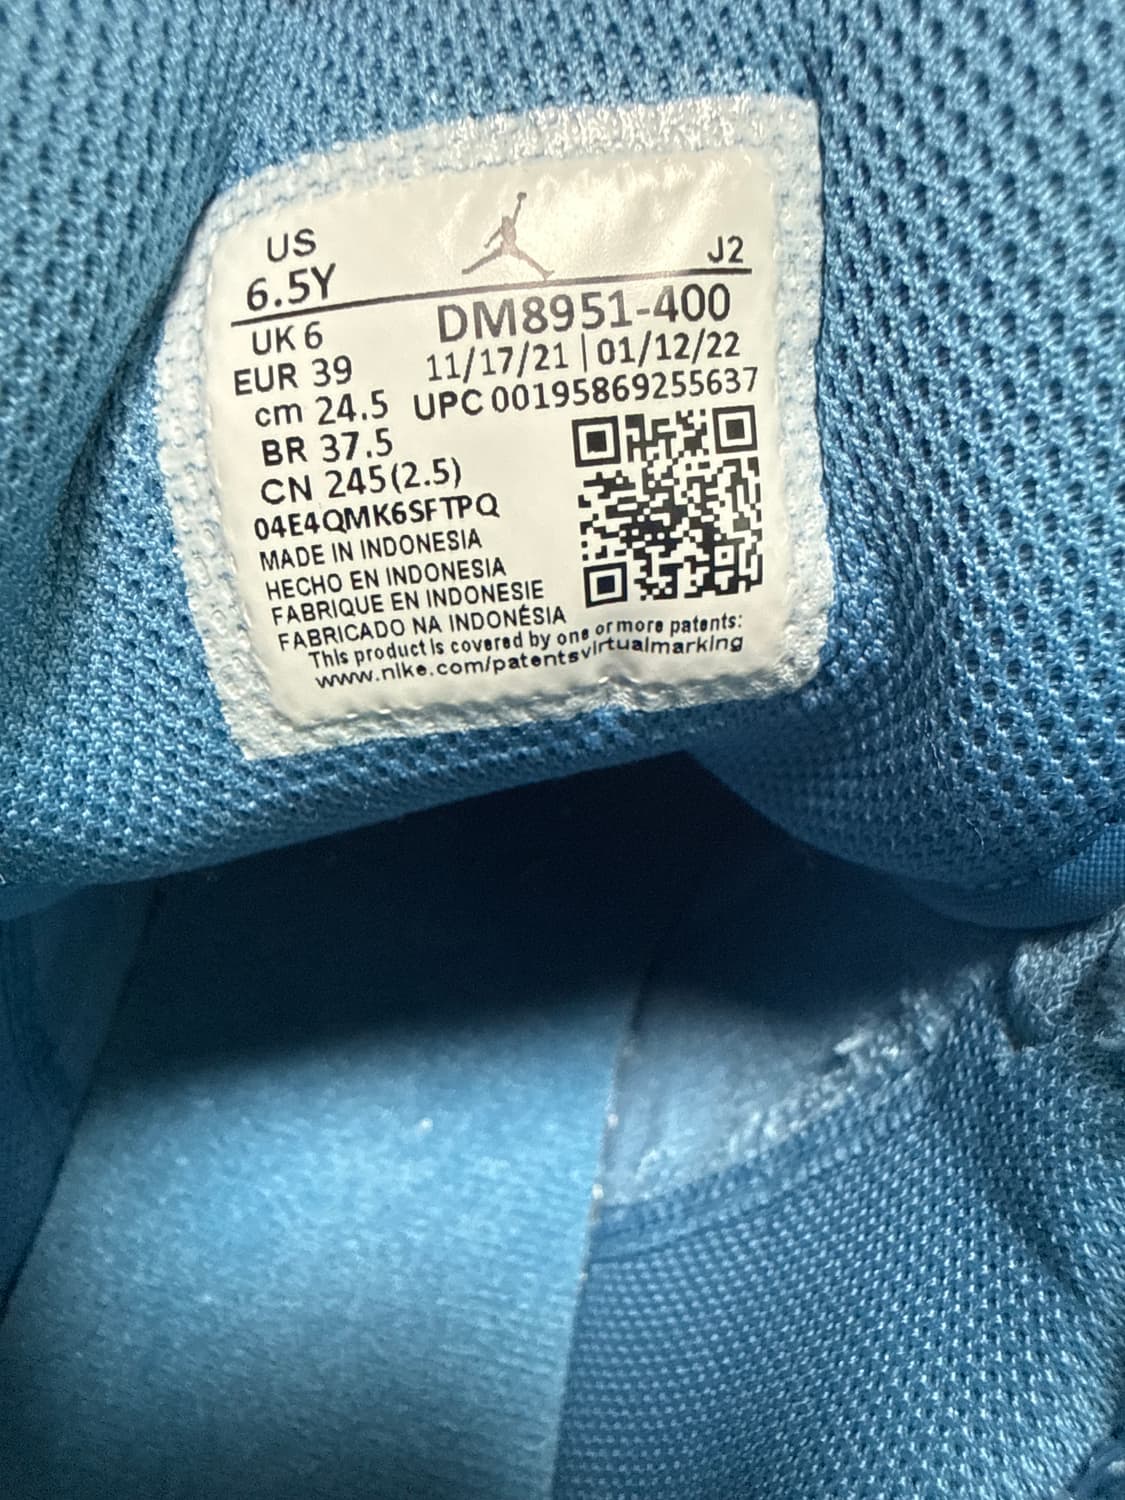 US
6.5Y
J2
UK 6
DM8951-400
EUR 39
11/17/21 | 01/12/22
cm 24.5
UPC 00195869255637
BR 37.5
CN 245(2.5)
04E4QMK6SFTPQ
MADE IN INDONESIA
HECHO EN INDONESIA
FABRIQUE EN INDONESIE
FABRICADO NA INDONÉSIA
This product is covered by one or more patents:
www.nike.com/patentsvirtualmarking